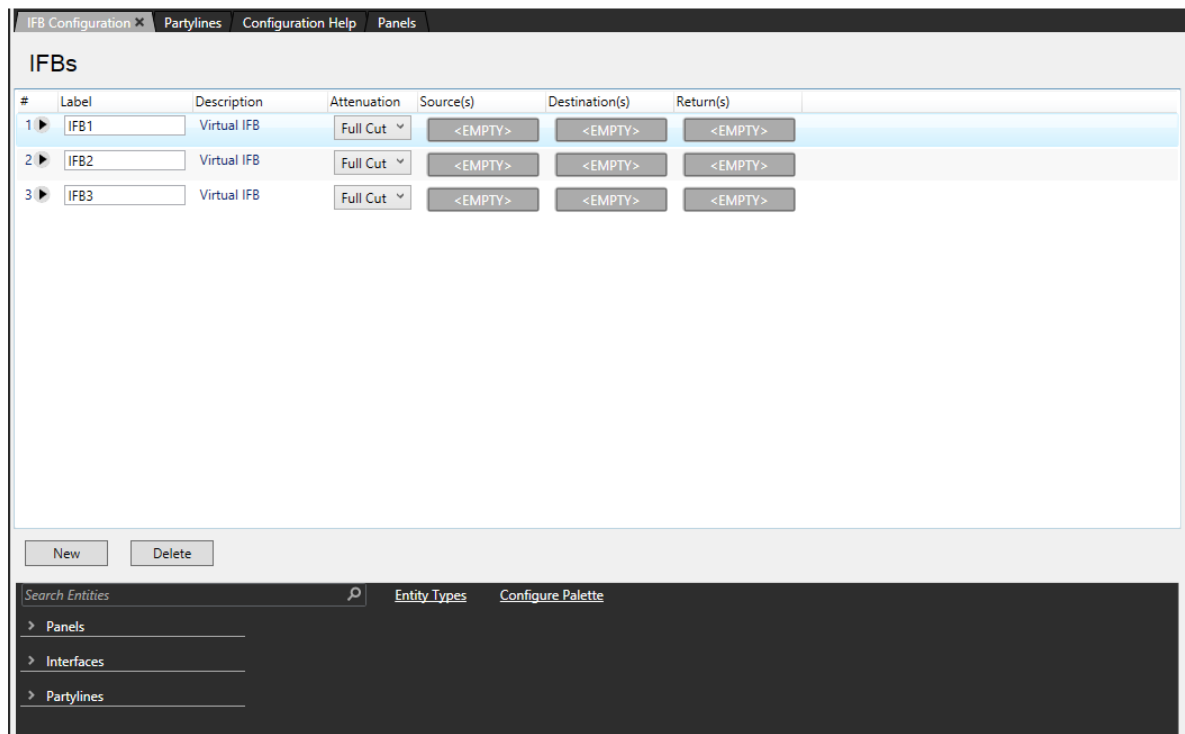 IFB Configuration × Partylines Configuration Help Panels
IFBs
# Label Description Attenuation Source(s) Destination(s) Return(s)
1 IFB1 Virtual IFB Full Cut <EMPTY> <EMPTY> <EMPTY>
2 IFB2 Virtual IFB Full Cut <EMPTY> <EMPTY> <EMPTY>
3 IFB3 Virtual IFB Full Cut <EMPTY> <EMPTY> <EMPTY>
New Delete
Search Entities Entity Types Configure Palette
Panels
Interfaces
Partylines